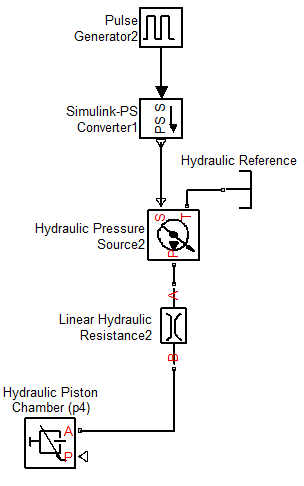 Pulse
Generator2
Simulink-PS
Converter1
PS S
Hydraulic Reference
S
T
Hydraulic Pressure
Source2
P
A
Linear Hydraulic
Resistance2
B
Hydraulic Piston
Chamber (p4)
A
P